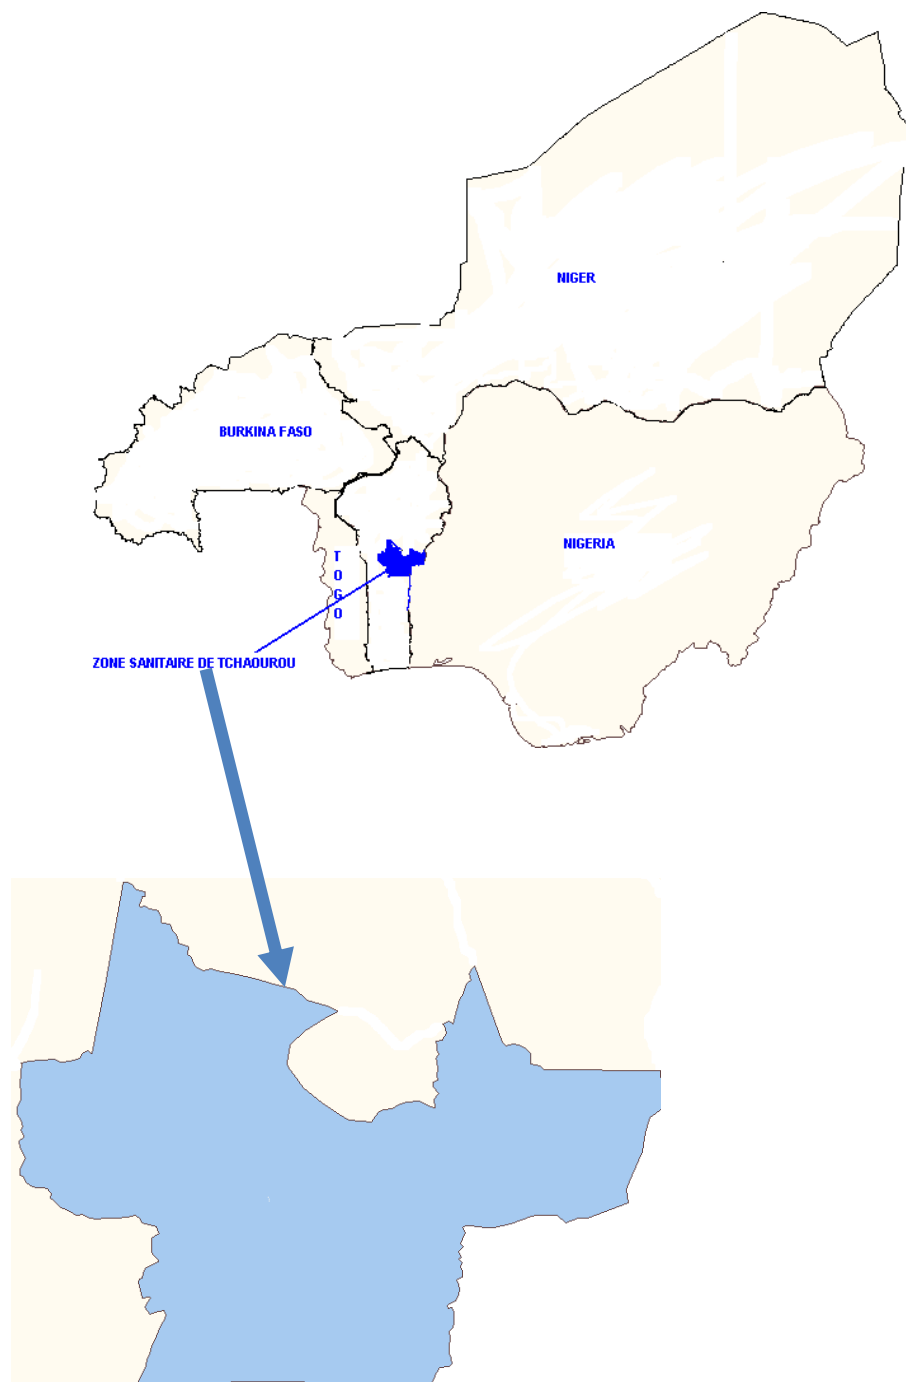 NIGER
BURKINA FASO
NIGERIA
T
O
G
O
ZONE SANITAIRE DE TCHAOUROU